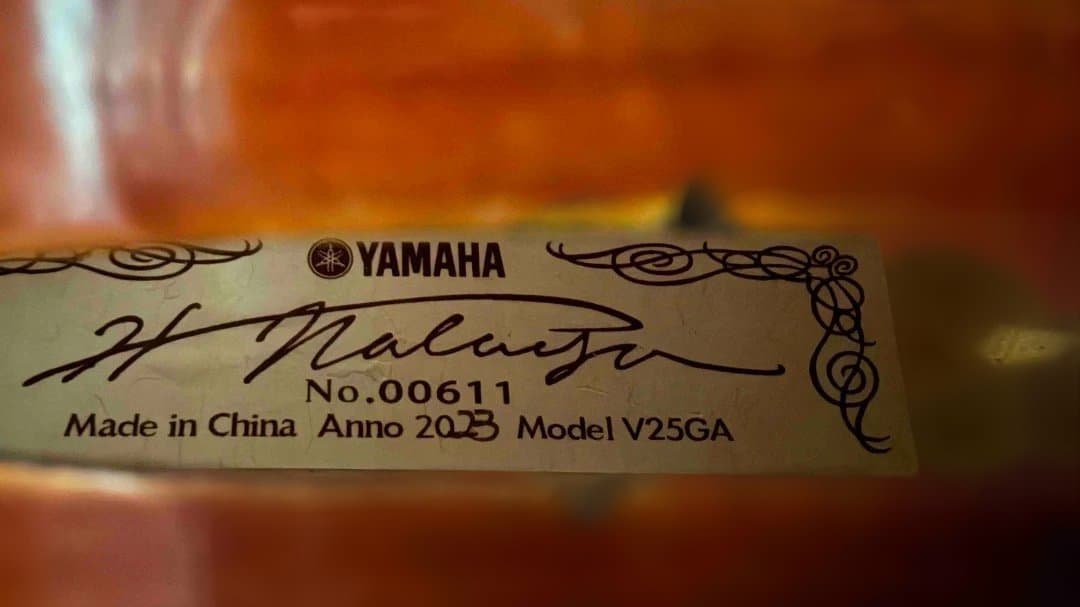 YAMAHA
No.00611
Made in China Anno 2023 Model V25GA